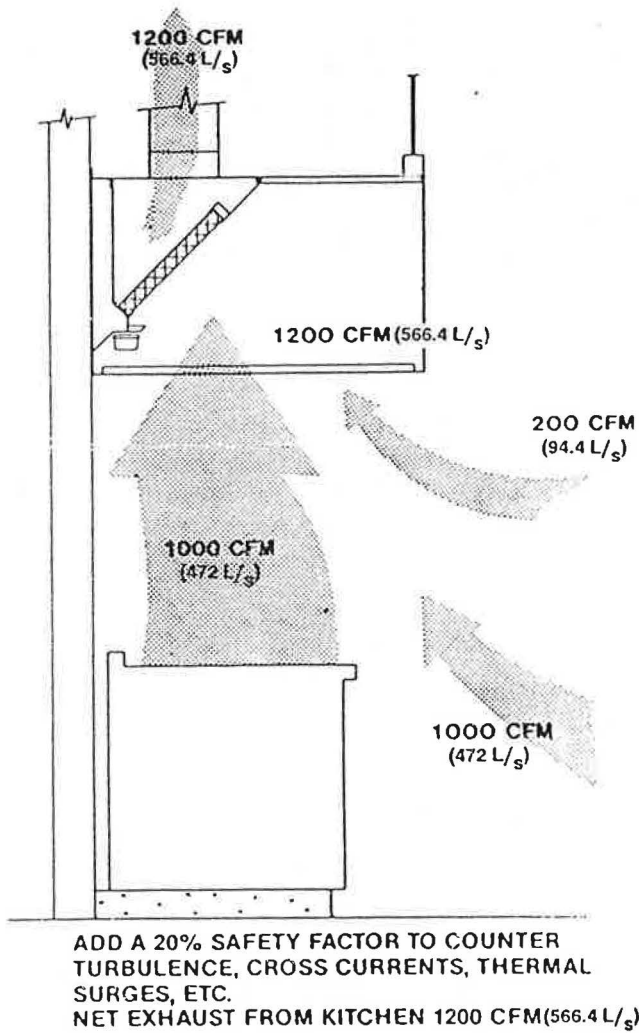 1200 CFM
(566.4 L/s)
1200 CFM (566.4 L/s)
200 CFM
(94.4 L/s)
1000 CFM
(472 L/s)
1000 CFM
(472 L/s)
ADD A 20% SAFETY FACTOR TO COUNTER
TURBULENCE, CROSS CURRENTS, THERMAL
SURGES, ETC.
NET EXHAUST FROM KITCHEN 1200 CFM(566.4 L/s)